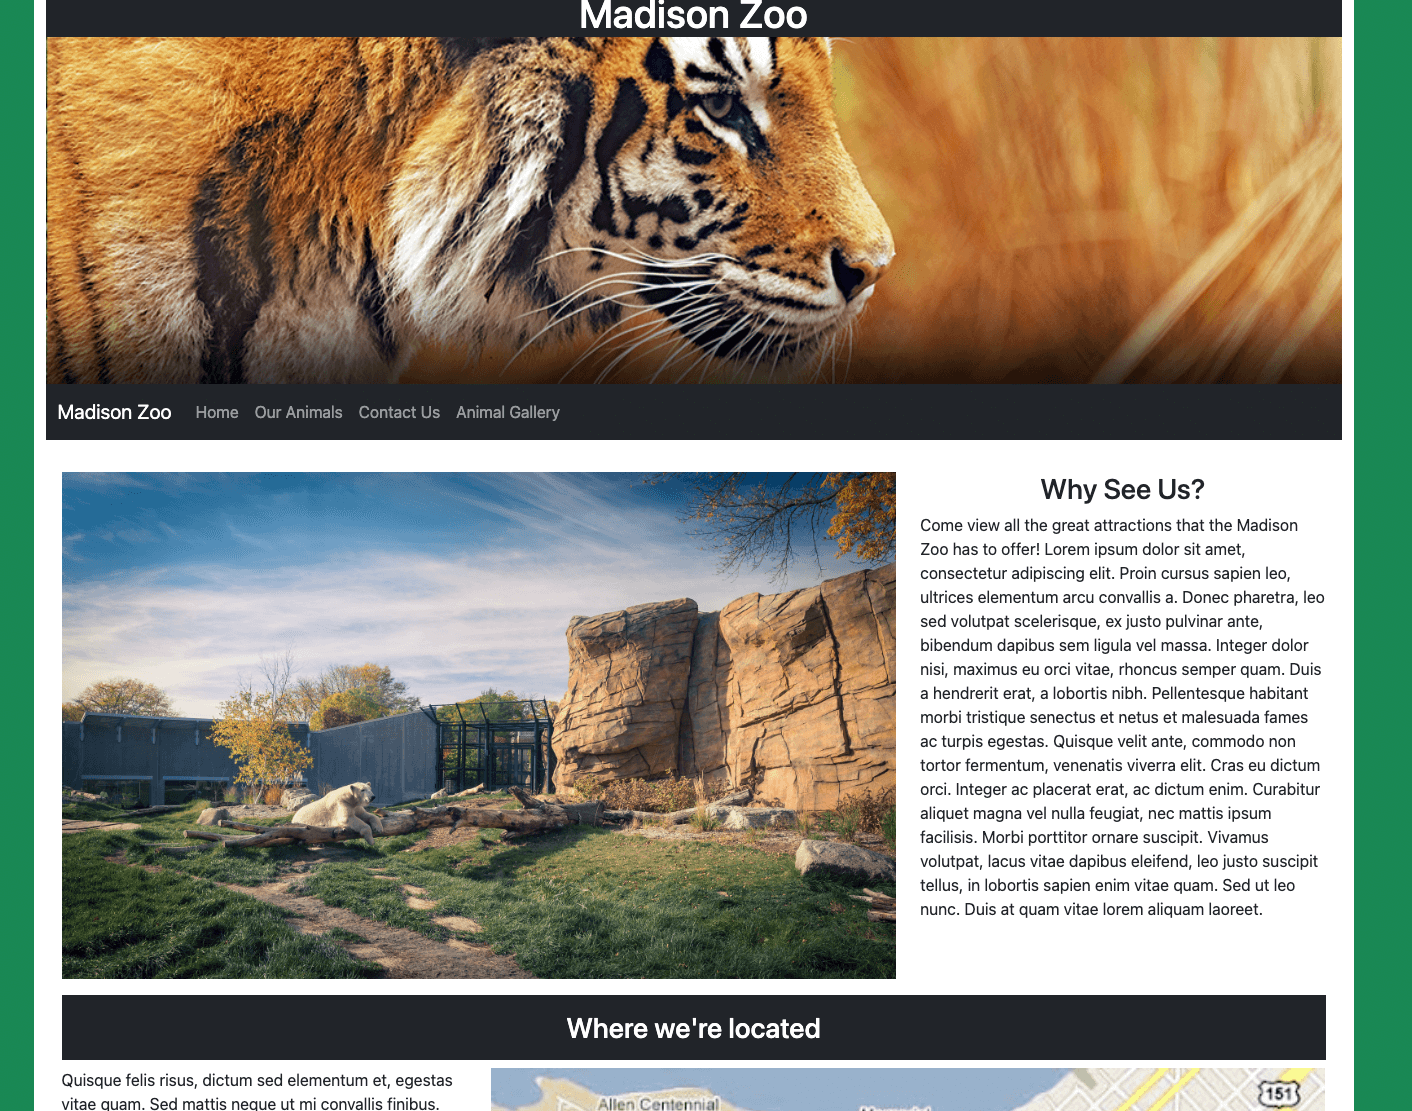 Madison Zoo
Madison Zoo Home Our Animals Contact Us Animal Gallery
Why See Us?
Come view all the great attractions that the Madison
Zoo has to offer! Lorem ipsum dolor sit amet,
consectetur adipiscing elit. Proin cursus sapien leo,
ultrices elementum arcu convallis a. Donec pharetra, leo
sed volutpat scelerisque, ex justo pulvinar ante,
bibendum dapibus sem ligula vel massa. Integer dolor
nisi, maximus eu orci vitae, rhoncus semper quam. Duis
a hendrerit erat, a lobortis nibh. Pellentesque habitant
morbi tristique senectus et netus et malesuada fames
ac turpis egestas. Quisque velit ante, commodo non
tortor fermentum, venenatis viverra elit. Cras eu dictum
orci. Integer ac placerat erat, ac dictum enim. Curabitur
aliquet magna vel nulla feugiat, nec mattis ipsum
facilisis. Morbi porttitor ornare suscipit. Vivamus
volutpat, lacus vitae dapibus eleifend, leo justo suscipit
tellus, in lobortis sapien enim vitae quam. Sed ut leo
nunc. Duis at quam vitae lorem aliquam laoreet.
Where we're located
Quisque felis risus, dictum sed elementum et, egestas
vitae quam. Sed mattis neque ut mi convallis finibus.
Allen Centennial
151